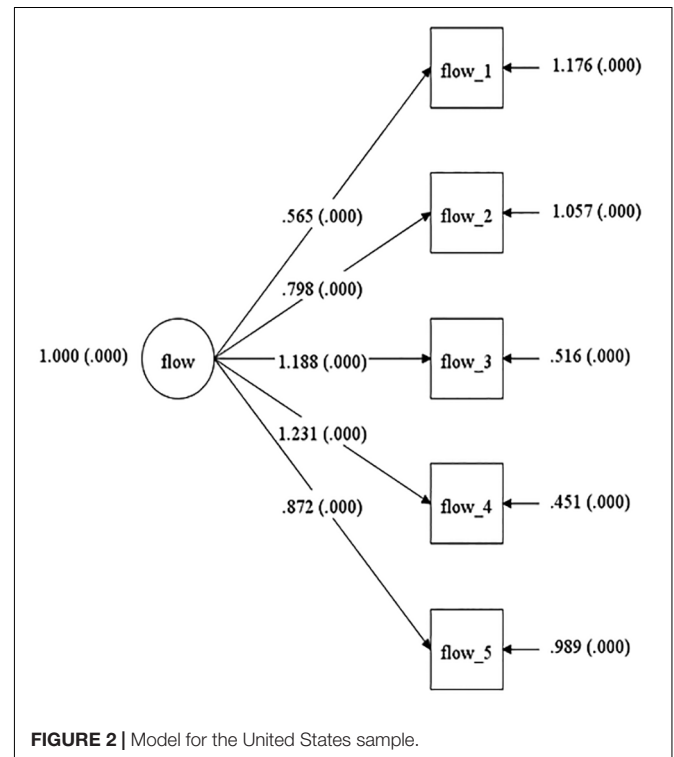 flow_1
1.176 (.000)
.565 (.000)
flow_2
1.057 (.000)
.798 (.000)
1.000 (.000)
flow
1.188 (.000)
flow_3
.516 (.000)
1.231 (.000)
flow_4
.451 (.000)
.872 (.000)
flow_5
.989 (.000)
FIGURE 2 | Model for the United States sample.